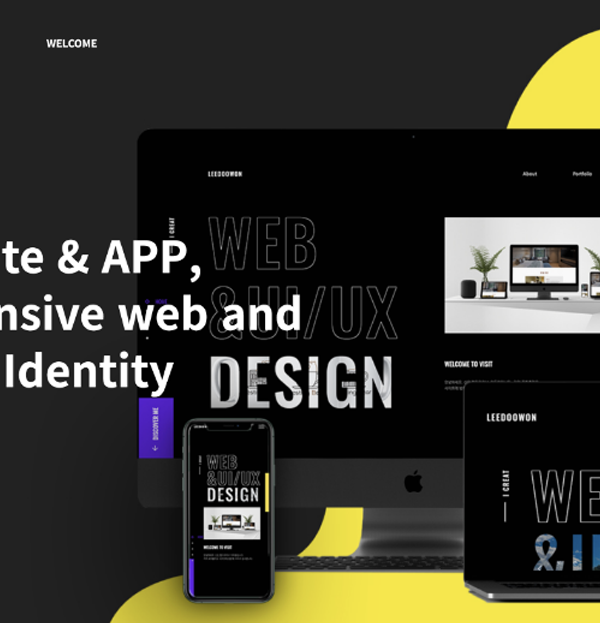 WELCOME
LEEDOOWON
About
Portfolio
I CREAT
WEB
&UI/UX
DESIGN
te & APP,
nsive web and
Identity
WELCOME TO VISIT
DISCOVER ME
WEB
&UI/UX
DESIGN
WELCOME TO VISIT
LEEDOOWON
I CREAT
WE